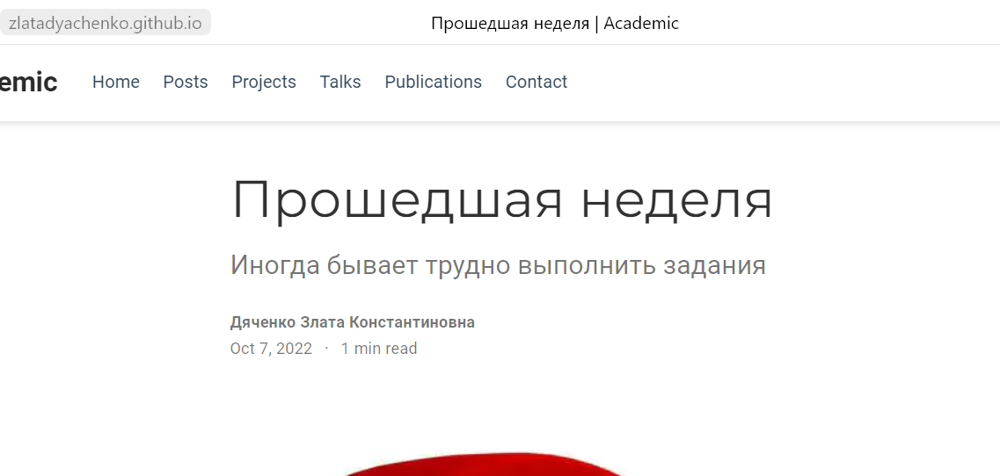 zlatadyachenko.github.io Прошедшая неделя | Academic
emic Home Posts Projects Talks Publications Contact
Прошедшая неделя
Иногда бывает трудно выполнить задания
Дяченко Злата Константиновна
Oct 7, 2022 · 1 min read